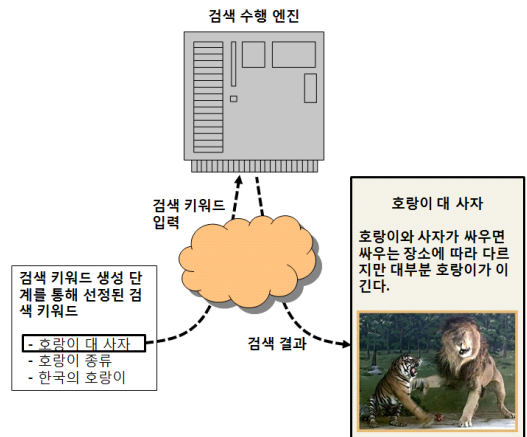 검색 수행 엔진
검색 키워드
입력
호랑이 대 사자
호랑이와 사자가 싸우면
싸우는 장소에 따라 다르
지만 대부분 호랑이가 이
긴다.
검색 키워드 생성 단
계를 통해 선정된 검
색 키워드
- 호랑이 대 사자
- 호랑이 종류
- 한국의 호랑이
검색 결과